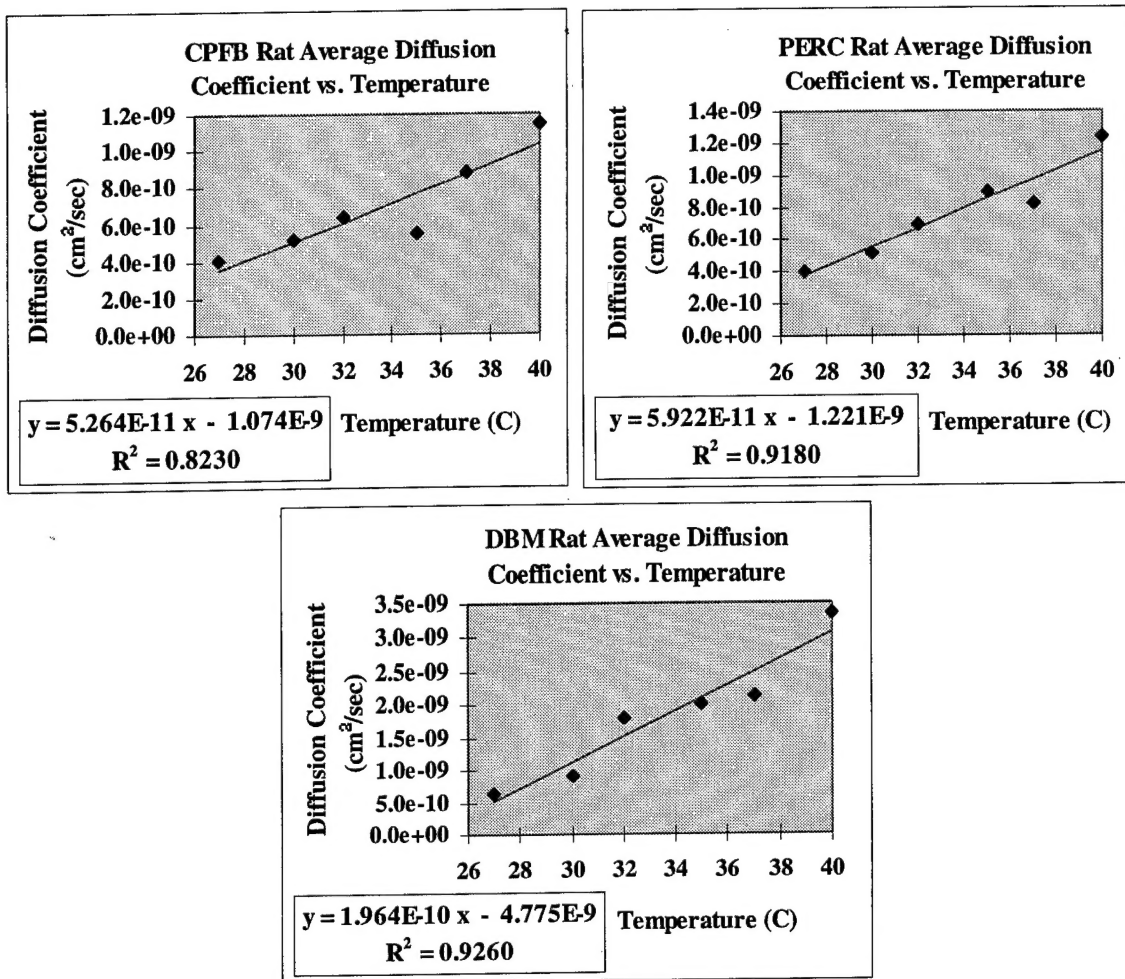 CPFB Rat Average Diffusion
Coefficient vs. Temperature
Diffusion Coefficient
(cm²/sec)
1.2e-09
1.0e-09
8.0e-10
6.0e-10
4.0e-10
2.0e-10
0.0e+00
26 28 30 32 34 36 38 40
Temperature (C)
y = 5.264E-11 x - 1.074E-9
R² = 0.8230
PERC Rat Average Diffusion
Coefficient vs. Temperature
Diffusion Coefficient
(cm²/sec)
1.4e-09
1.2e-09
1.0e-09
8.0e-10
6.0e-10
4.0e-10
2.0e-10
0.0e+00
26 28 30 32 34 36 38 40
Temperature (C)
y = 5.922E-11 x - 1.221E-9
R² = 0.9180
DBM Rat Average Diffusion
Coefficient vs. Temperature
Diffusion Coefficient
(cm²/sec)
3.5e-09
3.0e-09
2.5e-09
2.0e-09
1.5e-09
1.0e-09
5.0e-10
0.0e+00
26 28 30 32 34 36 38 40
Temperature (C)
y = 1.964E-10 x - 4.775E-9
R² = 0.9260